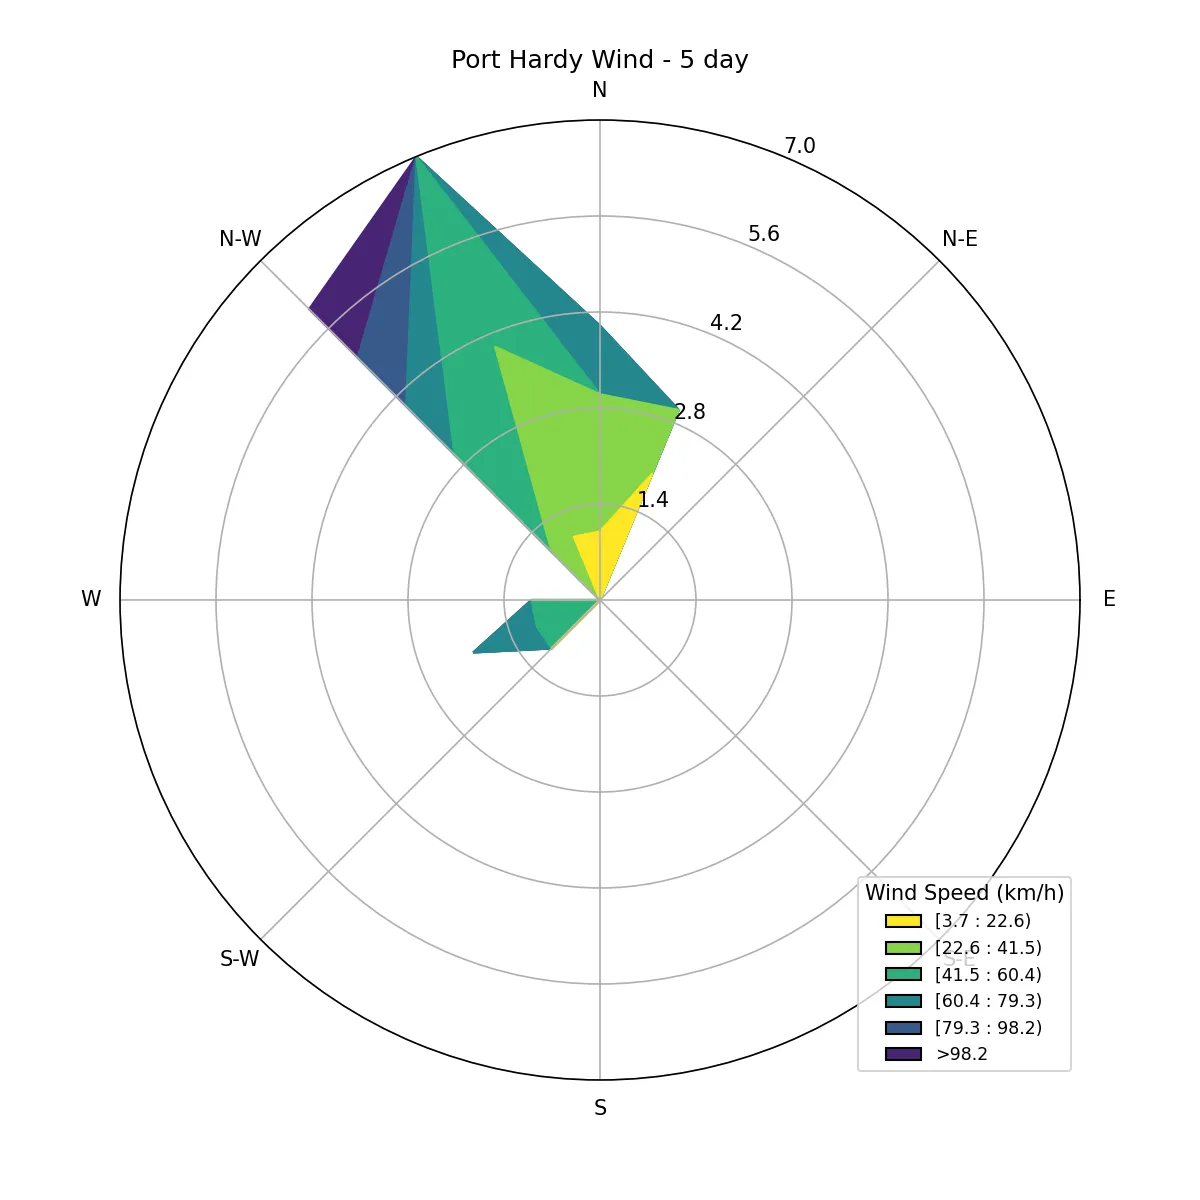 Port Hardy Wind - 5 day
N
7.0
5.6
N-W
N-E
4.2
2.8
1.4
W
E
Wind Speed (km/h)
[3.7 : 22.6)
[22.6 : 41.5)
S-W
S-E
[41.5 : 60.4)
[60.4 : 79.3)
[79.3 : 98.2)
>98.2
S